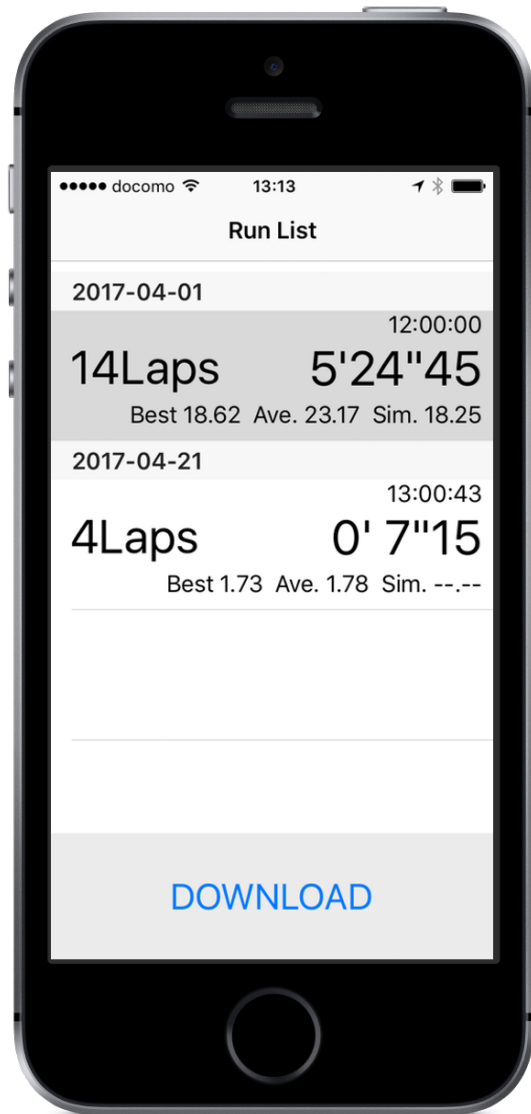 docomo 13:13
Run List
2017-04-01
12:00:00
14Laps 5'24"45
Best 18.62 Ave. 23.17 Sim. 18.25
2017-04-21
13:00:43
4Laps 0' 7"15
Best 1.73 Ave. 1.78 Sim. --.--
DOWNLOAD